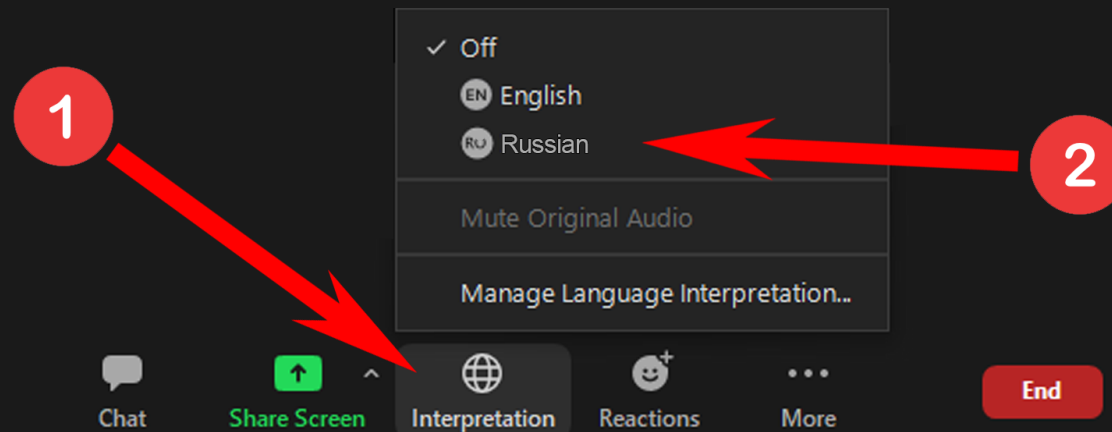 1
Off
EN English
RU Russian
2
Mute Original Audio
Manage Language Interpretation...
Chat
Share Screen
Interpretation
Reactions
More
End